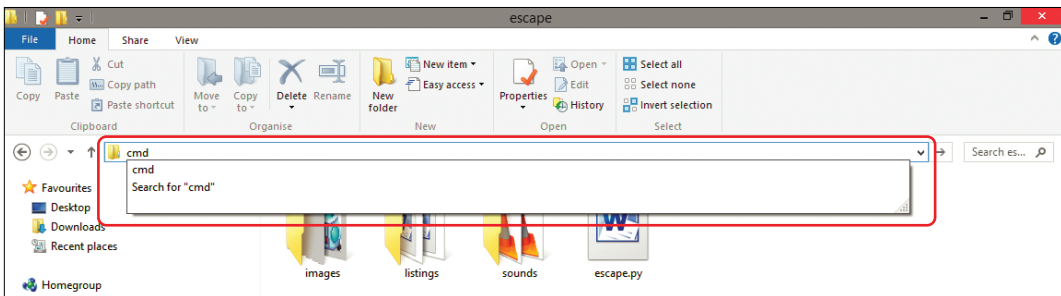 escape
File Home Share View
Copy
Paste
Cut
Copy path
Paste shortcut
Clipboard
Move to
Copy to
Delete
Rename
Organise
New folder
New item
Easy access
New
Properties
Open
Edit
History
Open
Select all
Select none
Invert selection
Select
cmd
Search es...
cmd
Search for "cmd"
Favourites
Desktop
Downloads
Recent places
Homegroup
images
listings
sounds
escape.py